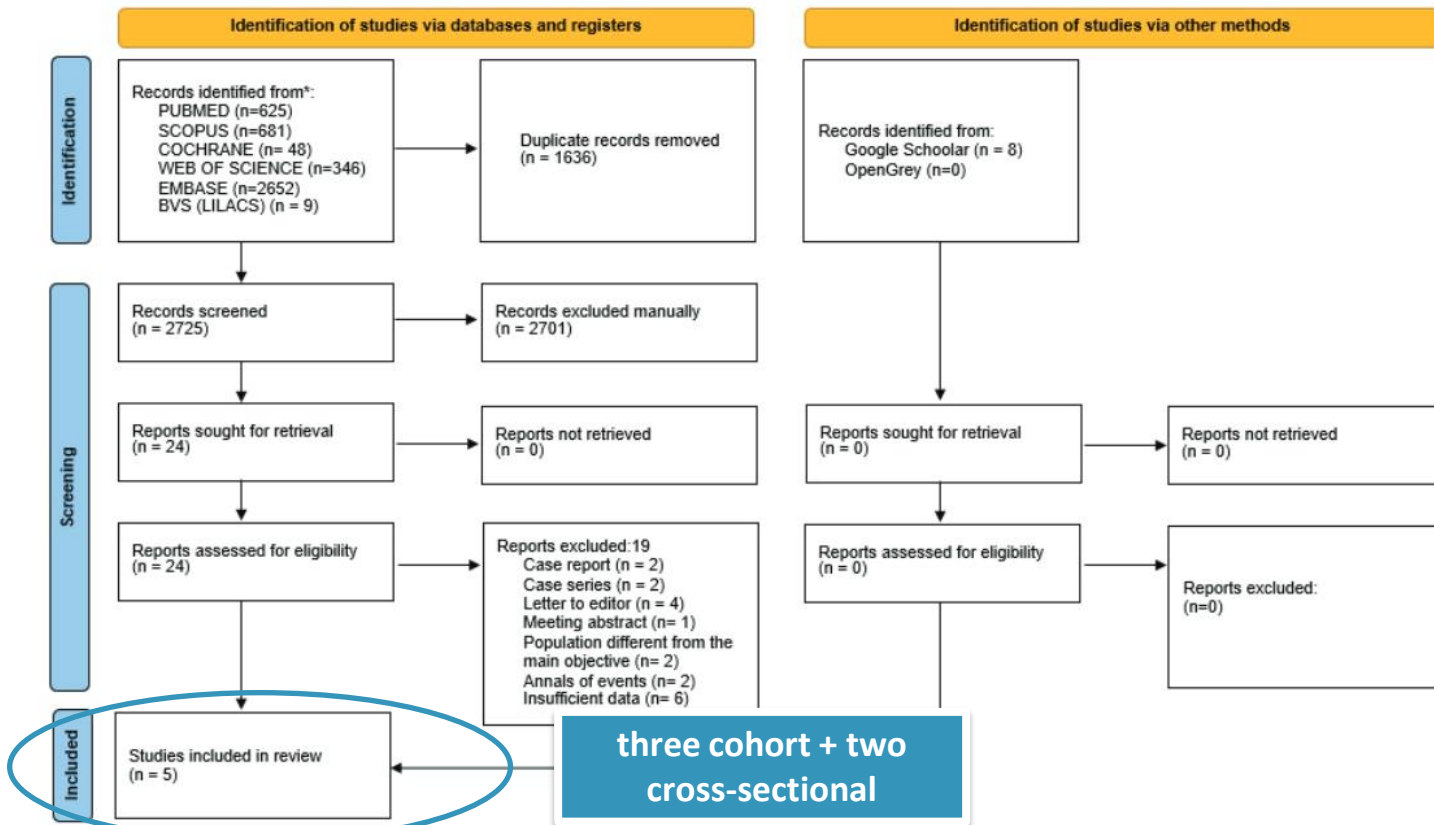 Identification of studies via databases and registers
Identification of studies via other methods
Identification
Records identified from*:
PUBMED (n=625)
SCOPUS (n=681)
COCHRANE (n= 48)
WEB OF SCIENCE (n=346)
EMBASE (n=2652)
BVS (LILACS) (n = 9)
Duplicate records removed
(n = 1636)
Records identified from:
Google Schoolar (n = 8)
OpenGrey (n=0)
Screening
Records screened
(n = 2725)
Records excluded manually
(n = 2701)
Reports sought for retrieval
(n = 24)
Reports not retrieved
(n = 0)
Reports sought for retrieval
(n = 0)
Reports not retrieved
(n = 0)
Reports assessed for eligibility
(n = 24)
Reports excluded:19
Case report (n = 2)
Case series (n = 2)
Letter to editor (n = 4)
Meeting abstract (n= 1)
Population different from the
main objective (n= 2)
Annals of events (n= 2)
Insufficient data (n= 6)
Reports assessed for eligibility
(n = 0)
Reports excluded:
(n=0)
Included
Studies included in review
(n = 5)
three cohort + two
cross-sectional